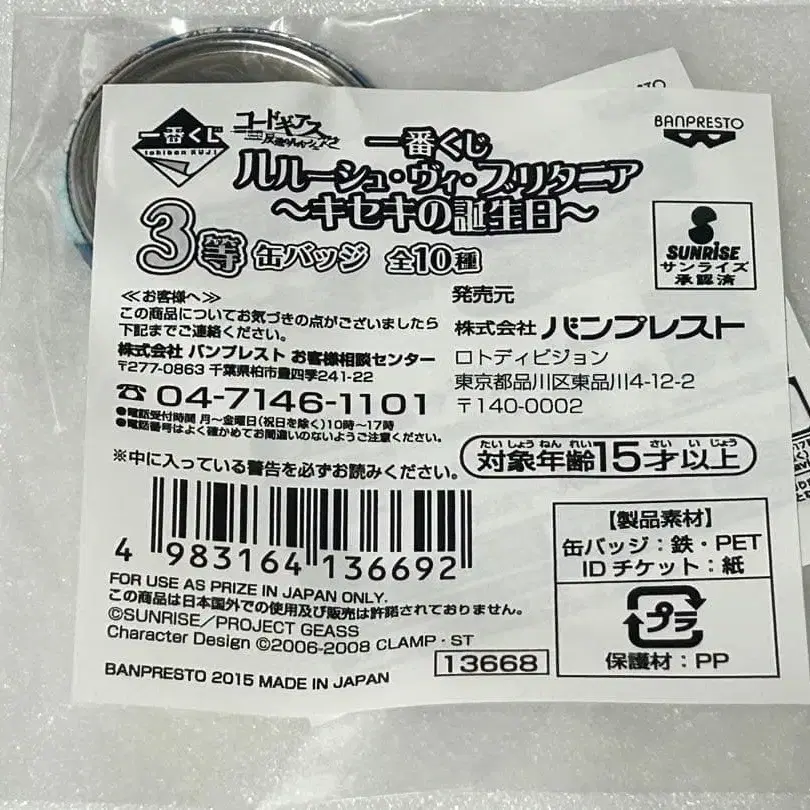 一番くじ
Ichiban KUJI
コードギアス
一番くじ
ルルーシュ・ヴィ・ブリタニア
～キセキの誕生日～
3等 缶バッジ 全10種
BANPRESTO
SUNRISE
サンライズ
承認済
≪お客様へ≫
この商品についてお気づきの点がございましたら
下記までご連絡ください。
株式会社 バンプレスト お客様相談センター
〒277-0863 千葉県柏市豊四季241-22
☎ 04-7146-1101
●電話受付時間 月～金曜日(祝日を除く)10時～17時
●電話番号はよく確かめてお間違いのないようご注意ください。
発売元
株式会社 バンプレスト
ロトディビジョン
東京都品川区東品川4-12-2
〒140-0002
※中に入っている警告を必ずお読みください。
たいしょうねんれい さいいじょう
対象年齢15才以上
4 983164 136692
FOR USE AS PRIZE IN JAPAN ONLY.
この商品は日本国外での使用及び販売は許諾されておりません。
©SUNRISE／PROJECT GEASS
Character Design ©2006-2008 CLAMP・ST
BANPRESTO 2015 MADE IN JAPAN
13668
【製品素材】
缶バッジ：鉄・PET
IDチケット：紙
プラ
保護材：PP